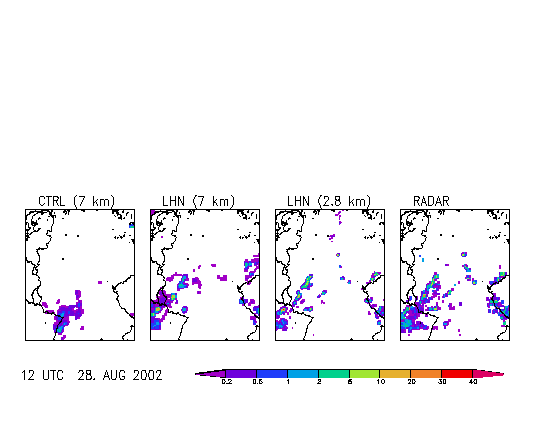 CTRL (7 km) LHN (7 km) LHN (2.8 km) RADAR
12 UTC 28. AUG 2002
0.2 0.5 1 2 5 10 20 30 40